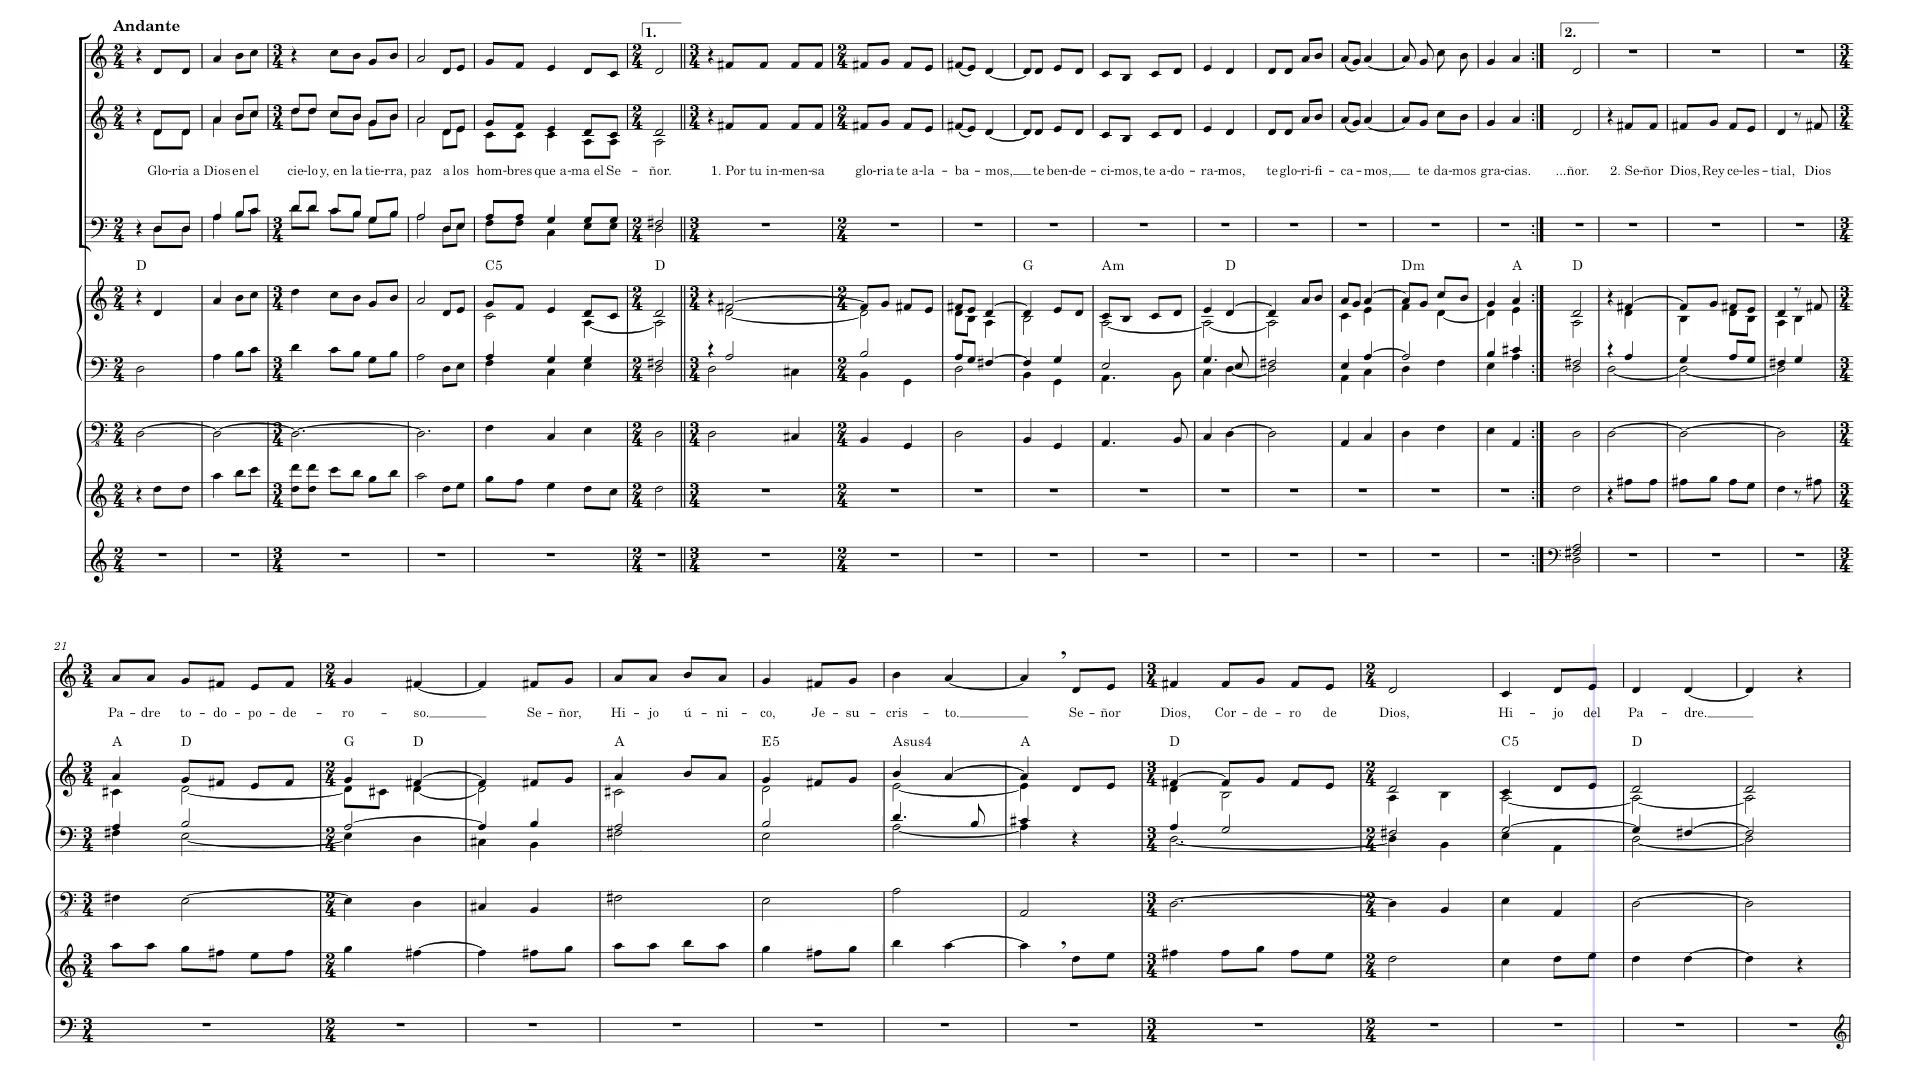 Andante
1.
2.
Glo-ria a Dios en el cie-lo y, en la tie-rra, paz a los hom-bres que a-ma el Se – ñor. 1. Por tu in-men-sa glo-ria te a-la – ba – mos, te ben-de – ci-mos, te a-do – ra-mos, te glo-ri-fi – ca – mos, te da-mos gra-cias. ...ñor. 2. Se-ñor Dios, Rey ce-les – tial, Dios
D C5 D G Am D Dm A D
21
Pa – dre to – do – po – de – ro – so. Se – ñor, Hi – jo ú – ni – co, Je – su – cris – to. Se – ñor Dios, Cor – de – ro de Dios, Hi – jo del Pa – dre.
A D G D A E5 Asus4 A D C5 D